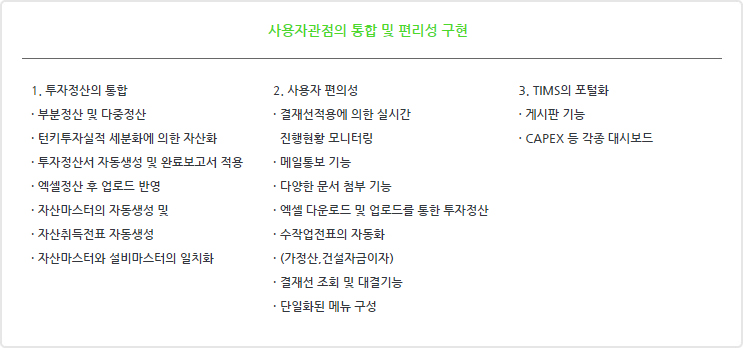 사용자관점의 통합 및 편리성 구현
1. 투자정산의 통합
· 부분정산 및 다중정산
· 턴키투자실적 세분화에 의한 자산화
· 투자정산서 자동생성 및 완료보고서 적용
· 엑셀정산 후 업로드 반영
· 자산마스터의 자동생성 및
· 자산취득전표 자동생성
· 자산마스터와 설비마스터의 일치화
2. 사용자 편의성
· 결재선적용에 의한 실시간
진행현황 모니터링
· 메일통보 기능
· 다양한 문서 첨부 기능
· 엑셀 다운로드 및 업로드를 통한 투자정산
· 수작업전표의 자동화
· (가정산,건설자금이자)
· 결재선 조회 및 대결기능
· 단일화된 메뉴 구성
3. TIMS의 포털화
· 게시판 기능
· CAPEX 등 각종 대시보드